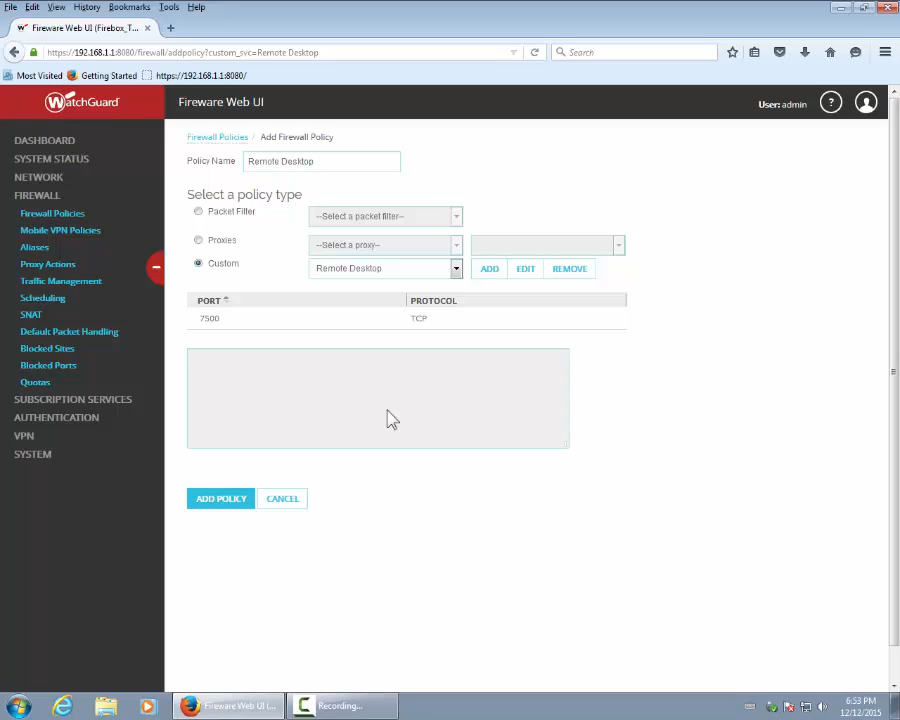 File Edit View History Bookmarks Tools Help
Fireware Web UI (Firebox_T... × +
https://192.168.1.1:8080/firewall/addpolicy?custom_svc=Remote Desktop
Search
Most Visited Getting Started https://192.168.1.1:8080/
WatchGuard
Fireware Web UI
User: admin ?
DASHBOARD
SYSTEM STATUS
NETWORK
FIREWALL
Firewall Policies
Mobile VPN Policies
Aliases
Proxy Actions
Traffic Management
Scheduling
SNAT
Default Packet Handling
Blocked Sites
Blocked Ports
Quotas
SUBSCRIPTION SERVICES
AUTHENTICATION
VPN
SYSTEM
Firewall Policies / Add Firewall Policy
Policy Name Remote Desktop
Select a policy type
Packet Filter --Select a packet filter--
Proxies --Select a proxy--
Custom Remote Desktop ADD EDIT REMOVE
PORT PROTOCOL
7500 TCP
ADD POLICY CANCEL
Fireware Web UI (... Recording...
6:53 PM
12/12/2015